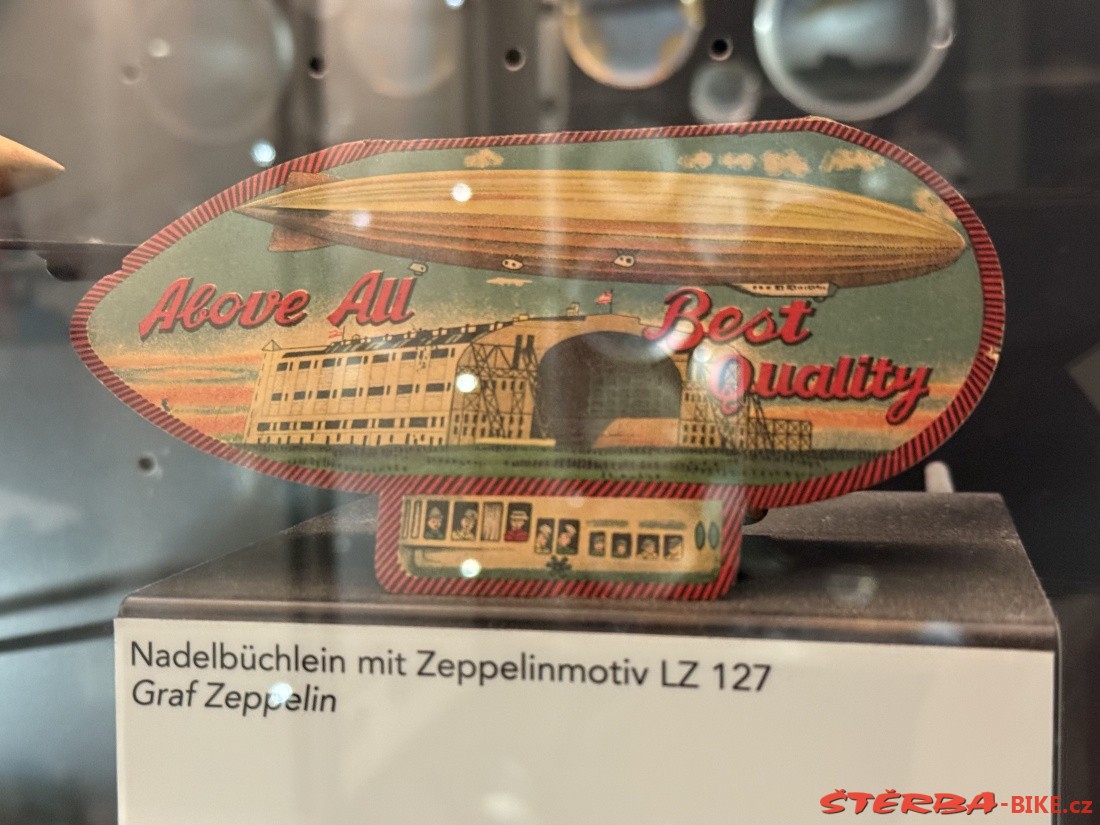 Above All
Best
Quality
Nadelbüchlein mit Zeppelinmotiv LZ 127
Graf Zeppelin
ŠTĚRBA-BIKE.cz